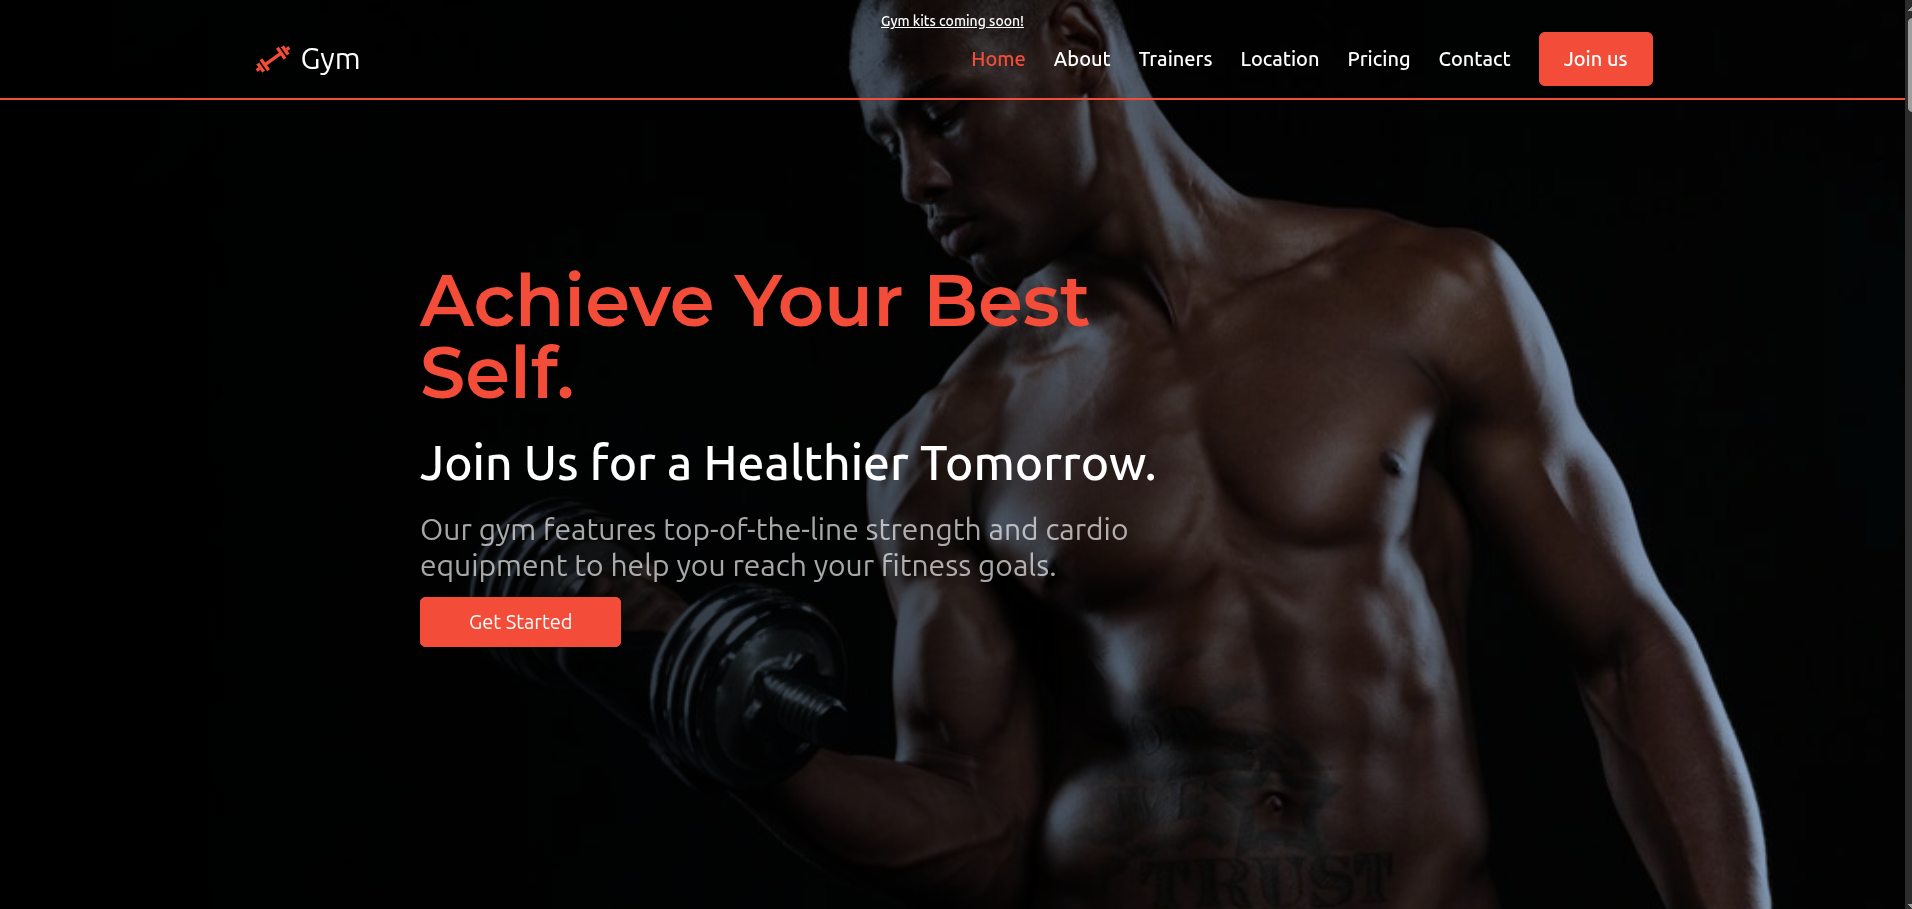 Gym kits coming soon!
Gym
Home About Trainers Location Pricing Contact Join us
Achieve Your Best
Self.
Join Us for a Healthier Tomorrow.
Our gym features top-of-the-line strength and cardio
equipment to help you reach your fitness goals.
Get Started
TRUST